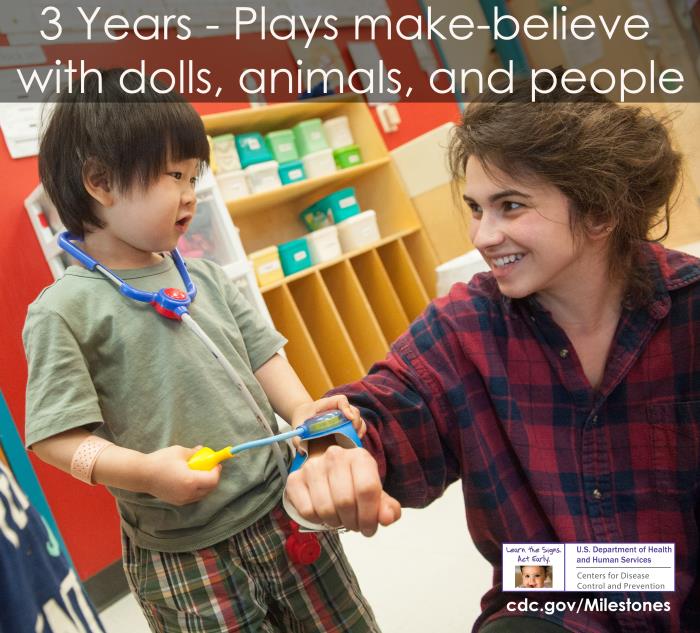 3 Years - Plays make-believe
with dolls, animals, and people
Learn the Signs.
Act Early.
U.S. Department of Health
and Human Services
Centers for Disease
Control and Prevention
cdc.gov/Milestones